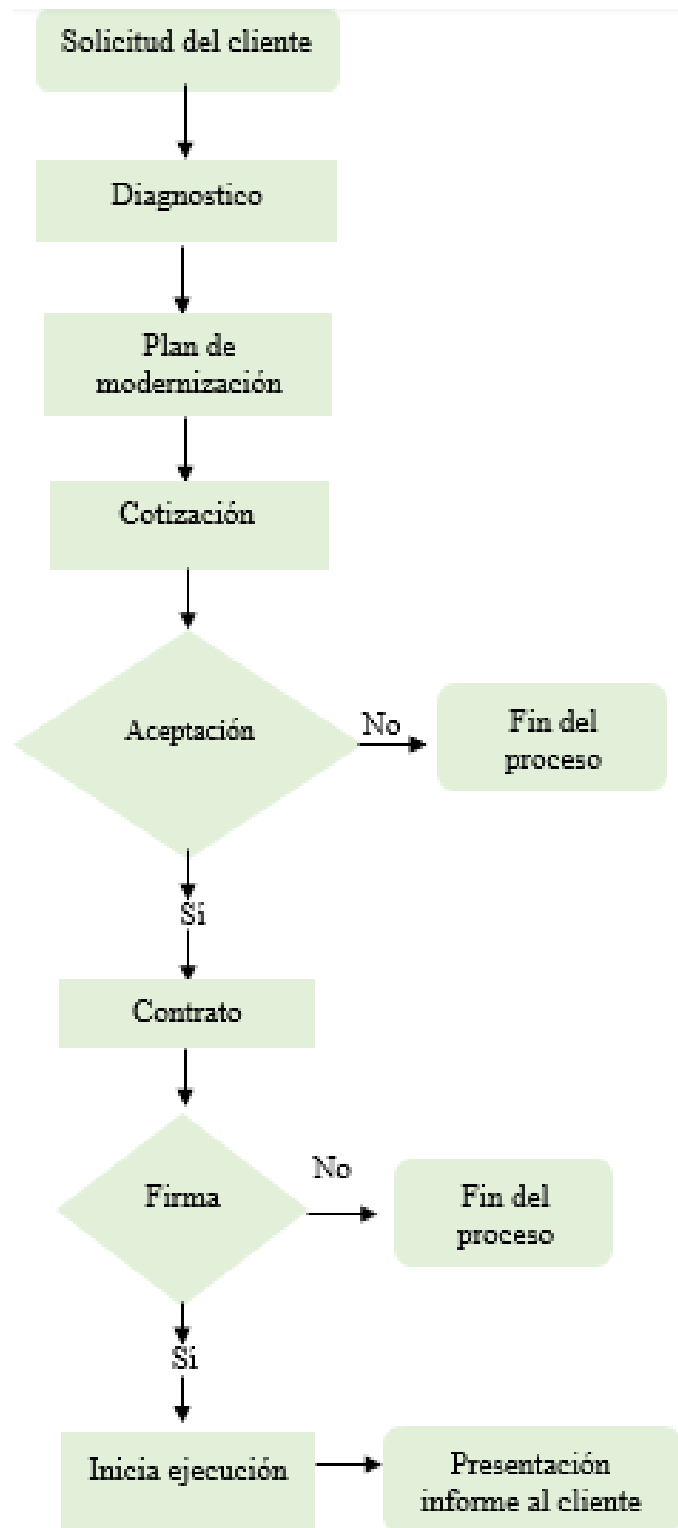 Solicitud del cliente
Diagnostico
Plan de
modernización
Cotización
Aceptación
No
Fin del
proceso
Si
Contrato
Firma
No
Fin del
proceso
Si
Inicia ejecución
Presentación
informe al cliente